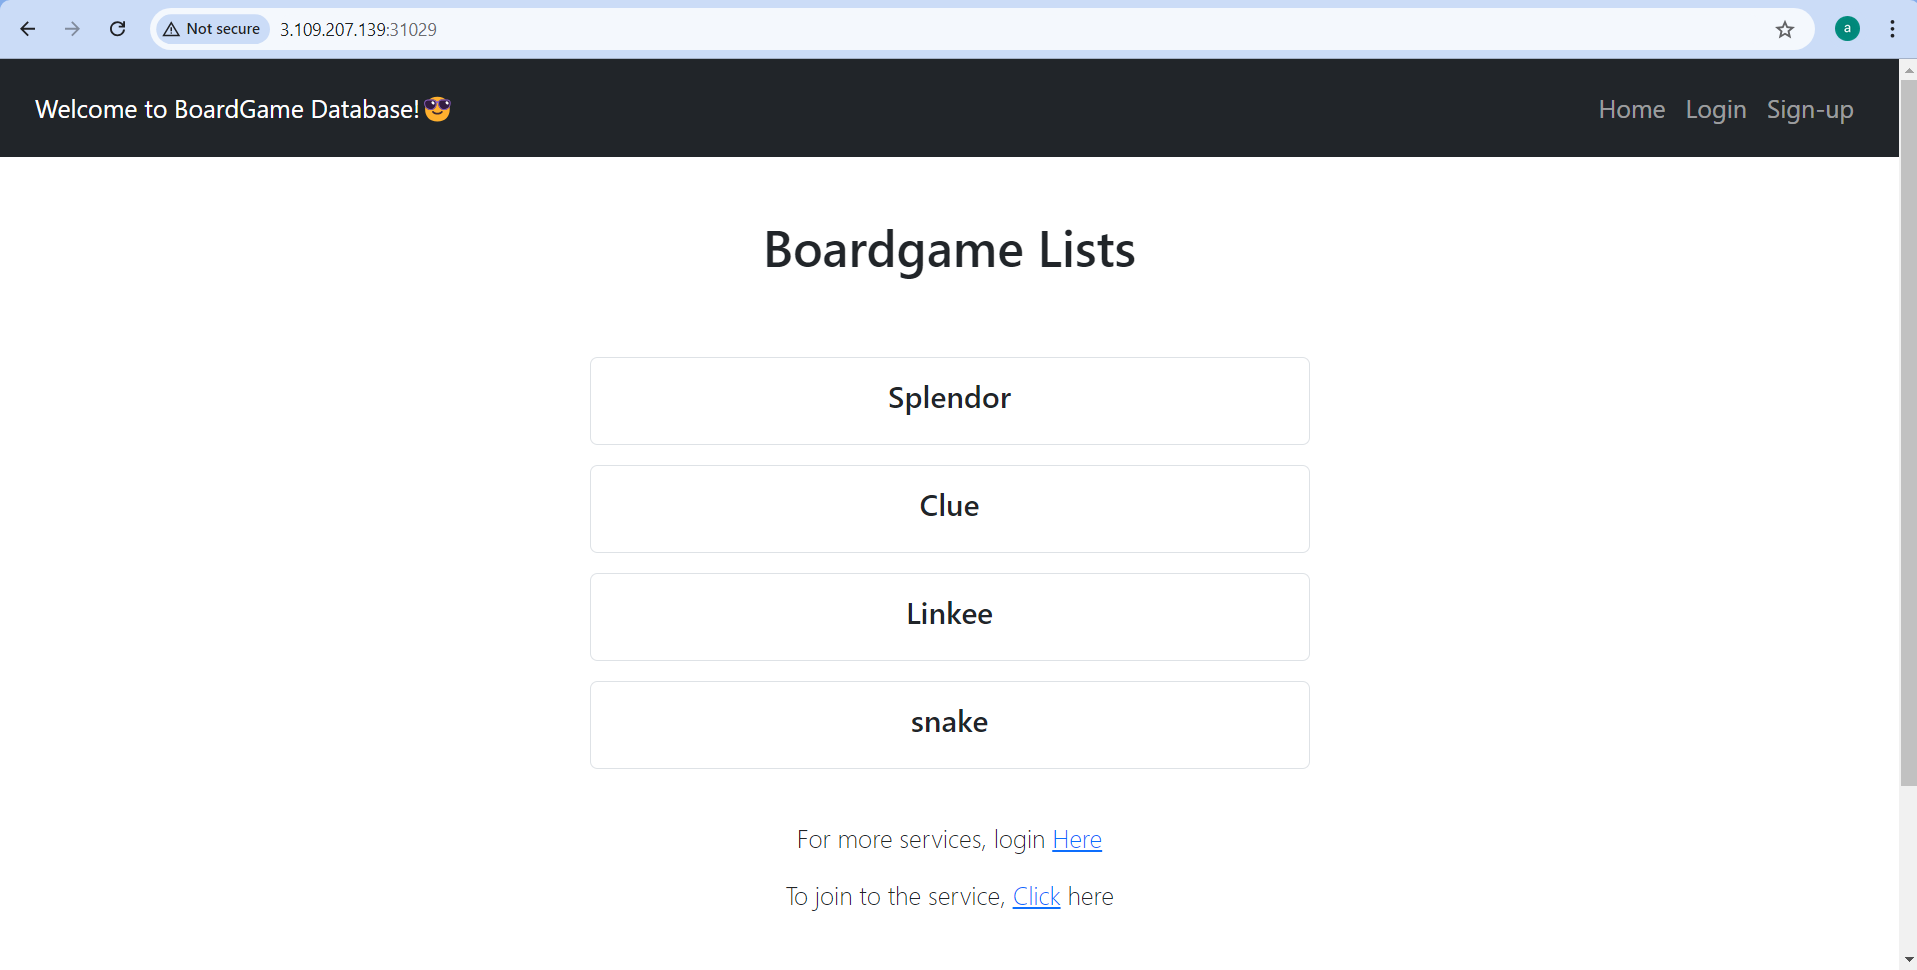 Not secure 3.109.207.139:31029 a
Welcome to BoardGame Database!😎 Home Login Sign-up
Boardgame Lists
Splendor
Clue
Linkee
snake
For more services, login Here
To join to the service, Click here